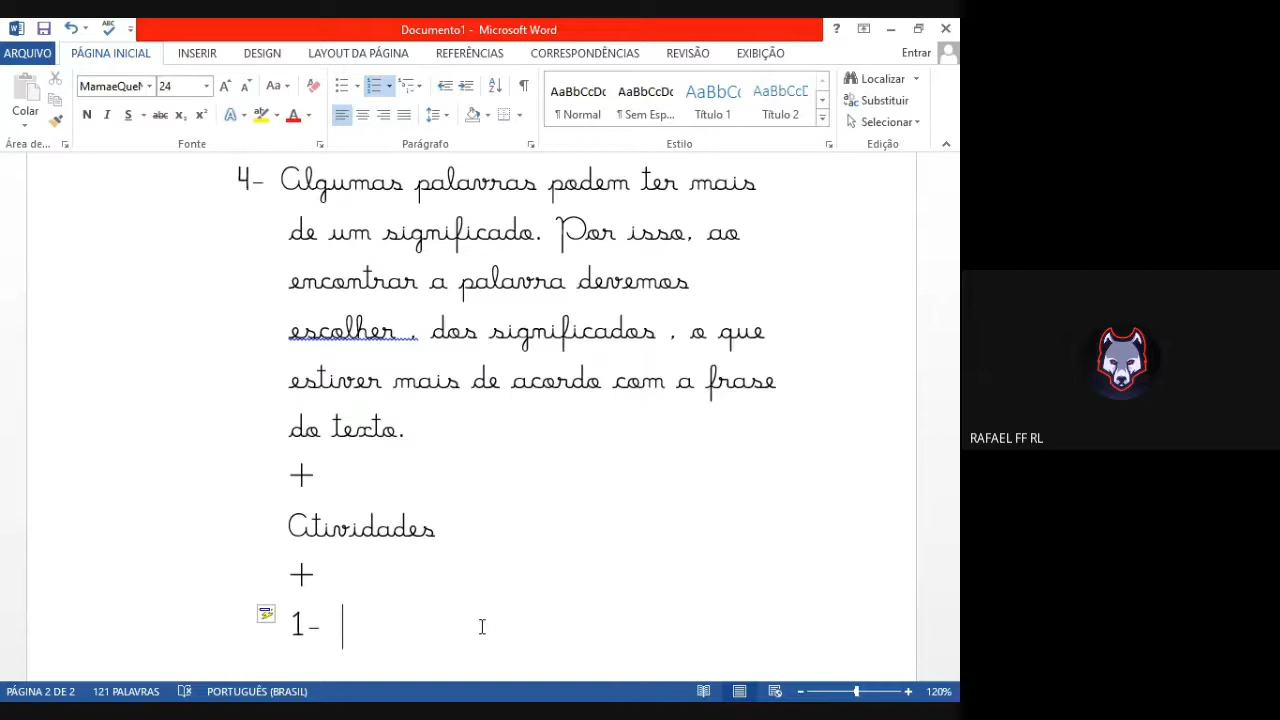 Documento1 - Microsoft Word
ARQUIVO PÁGINA INICIAL INSERIR DESIGN LAYOUT DA PÁGINA REFERÊNCIAS CORRESPONDÊNCIAS REVISÃO EXIBIÇÃO Entrar
Colar
Área de...
MamaeQueN 24
Aa
N I S abc x₂ x²
Fonte
Parágrafo
AaBbCcDc AaBbCcDc AaBbCc AaBbCcD
¶ Normal ¶ Sem Esp... Título 1 Título 2
Estilo
Localizar
Substituir
Selecionar
Edição
4- Algumas palavras podem ter mais
de um significado. Por isso, ao
encontrar a palavra devemos
escolher , dos significados , o que
estiver mais de acordo com a frase
do texto.
+
Atividades
+
1-
PÁGINA 2 DE 2 121 PALAVRAS PORTUGUÊS (BRASIL) 120%
RAFAEL FF RL